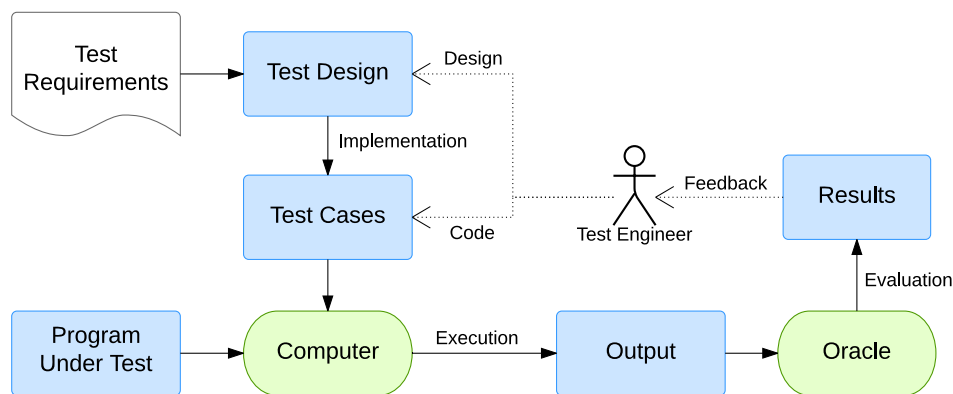 Test
Requirements
Test Design
Design
Implementation
Test Cases
Code
Test Engineer
Feedback
Results
Evaluation
Program
Under Test
Computer
Execution
Output
Oracle